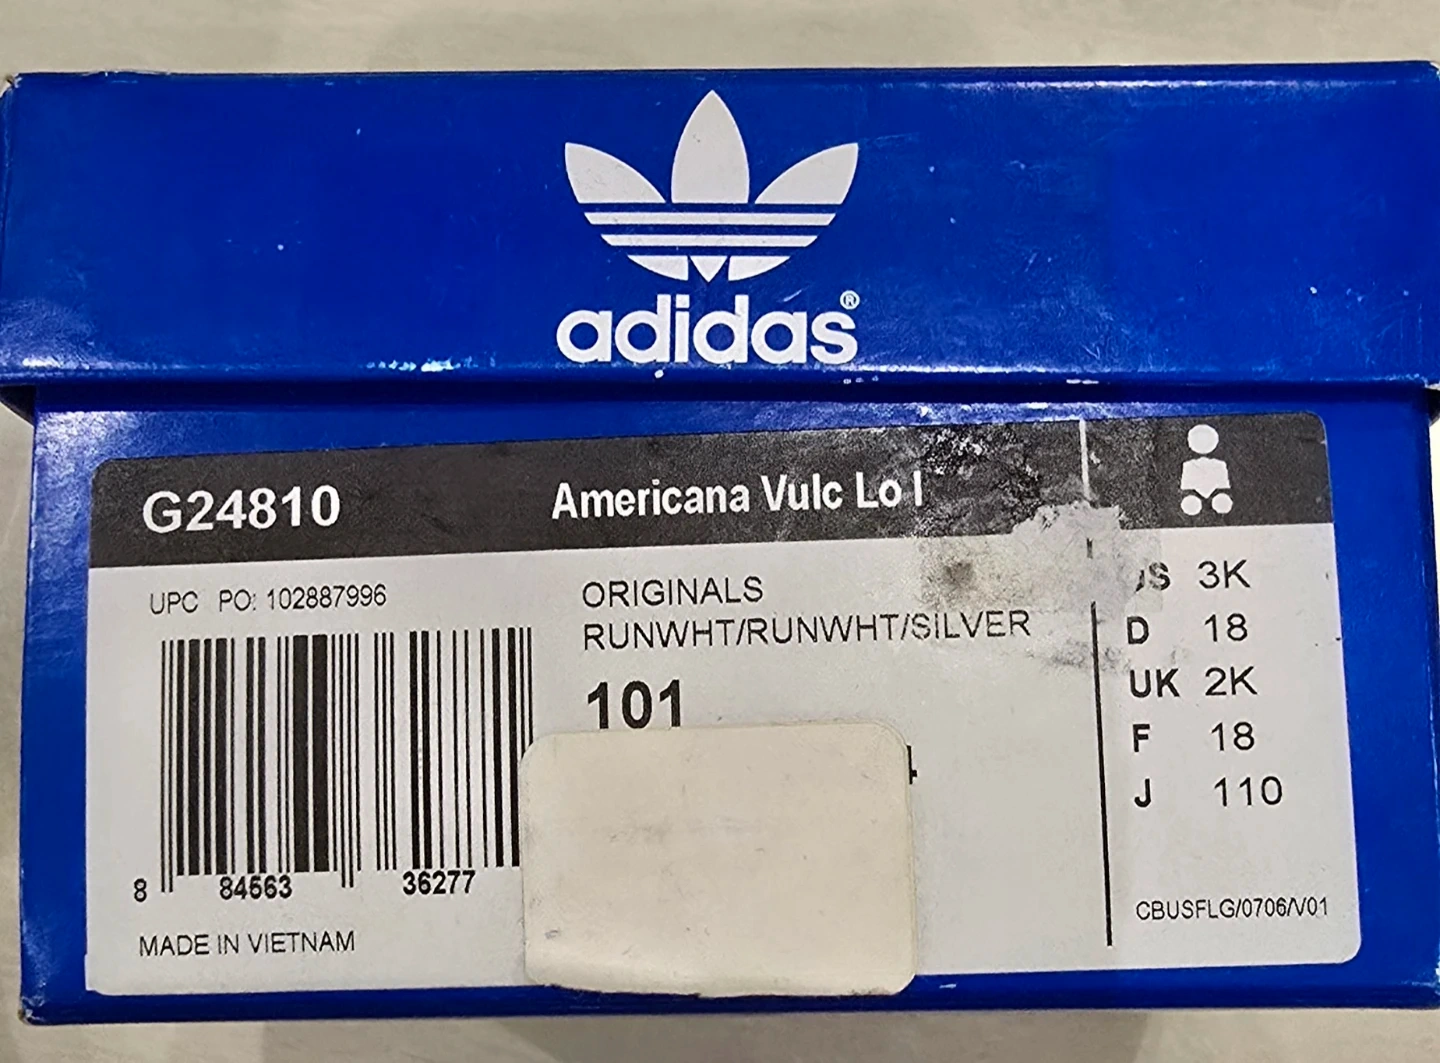 adidas®
G24810 Americana Vulc Lo I
UPC PO: 102887996
ORIGINALS
RUNWHT/RUNWHT/SILVER
101
8 84563 36277
MADE IN VIETNAM
3K
D 18
UK 2K
F 18
J 110
CBUSFLG/0706/V01